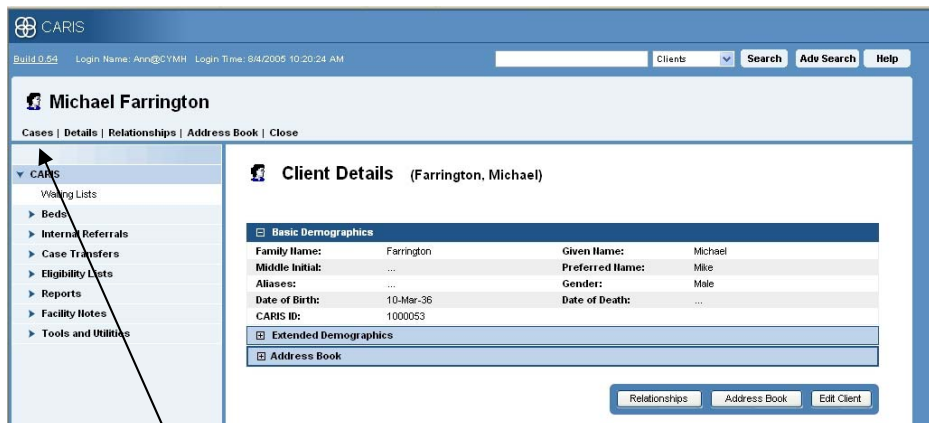 CARIS
Build 0.54 Login Name: Ann@CYMH Login Time: 8/4/2005 10:20:24 AM Clients Search Adv Search Help
Michael Farrington
Cases | Details | Relationships | Address Book | Close
CARIS
Waiting Lists
Beds
Internal Referrals
Case Transfers
Eligibility Lists
Reports
Facility Notes
Tools and Utilities
Client Details (Farrington, Michael)
Basic Demographics
Family Name: Farrington Given Name: Michael
Middle Initial: ... Preferred Name: Mike
Aliases: ... Gender: Male
Date of Birth: 10-Mar-36 Date of Death: ...
CARIS ID: 1000053
Extended Demographics
Address Book
Relationships Address Book Edit Client